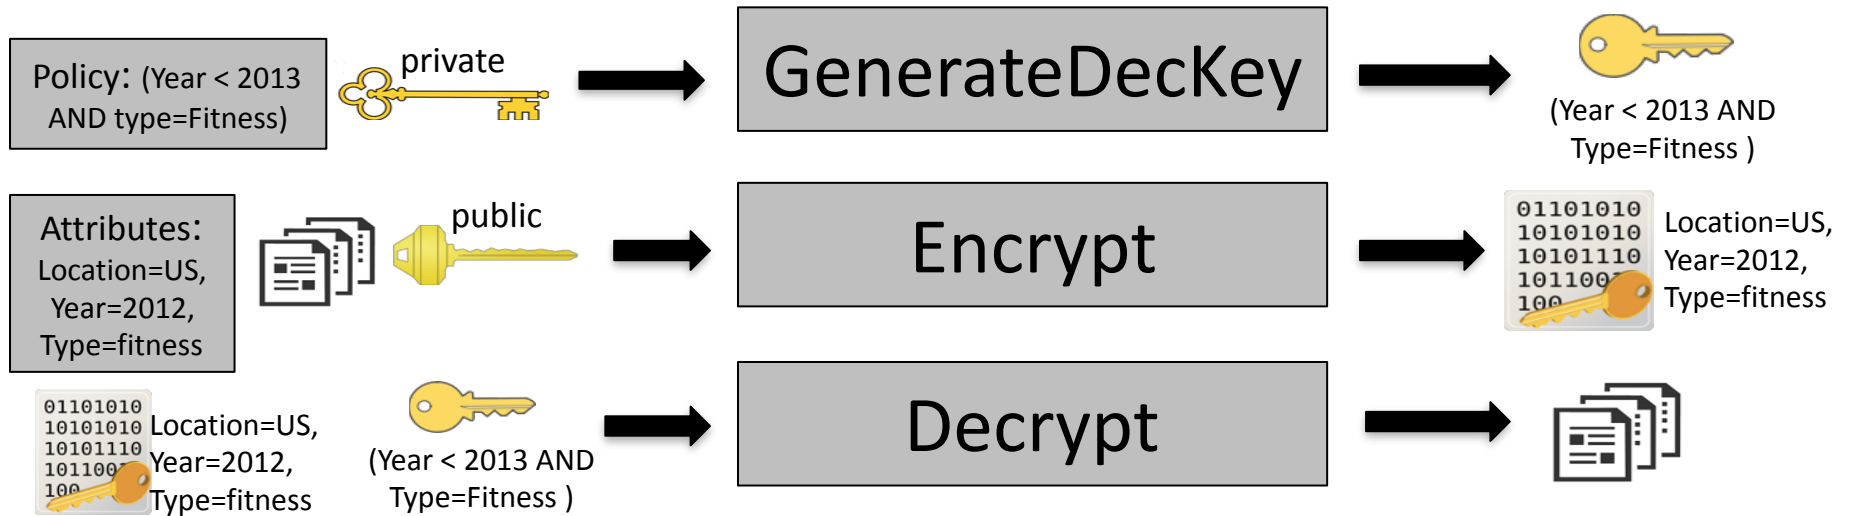 Policy: (Year < 2013
AND type=Fitness)
private
GenerateDecKey
(Year < 2013 AND
Type=Fitness )
Attributes:
Location=US,
Year=2012,
Type=fitness
public
Encrypt
01101010
10101010
10101110
101100
100
Location=US,
Year=2012,
Type=fitness
01101010
10101010
10101110
101100
100
Location=US,
Year=2012,
Type=fitness
(Year < 2013 AND
Type=Fitness )
Decrypt